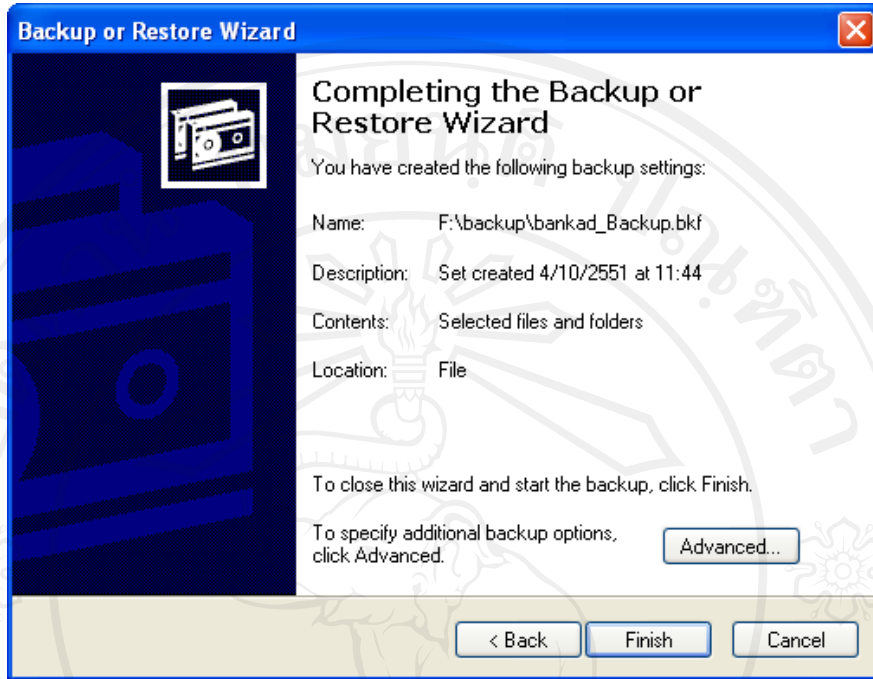 Backup or Restore Wizard
Completing the Backup or
Restore Wizard
You have created the following backup settings:
Name: F:\backup\bankad_Backup.bkf
Description: Set created 4/10/2551 at 11:44
Contents: Selected files and folders
Location: File
To close this wizard and start the backup, click Finish.
To specify additional backup options,
click Advanced.
Advanced...
< Back Finish Cancel